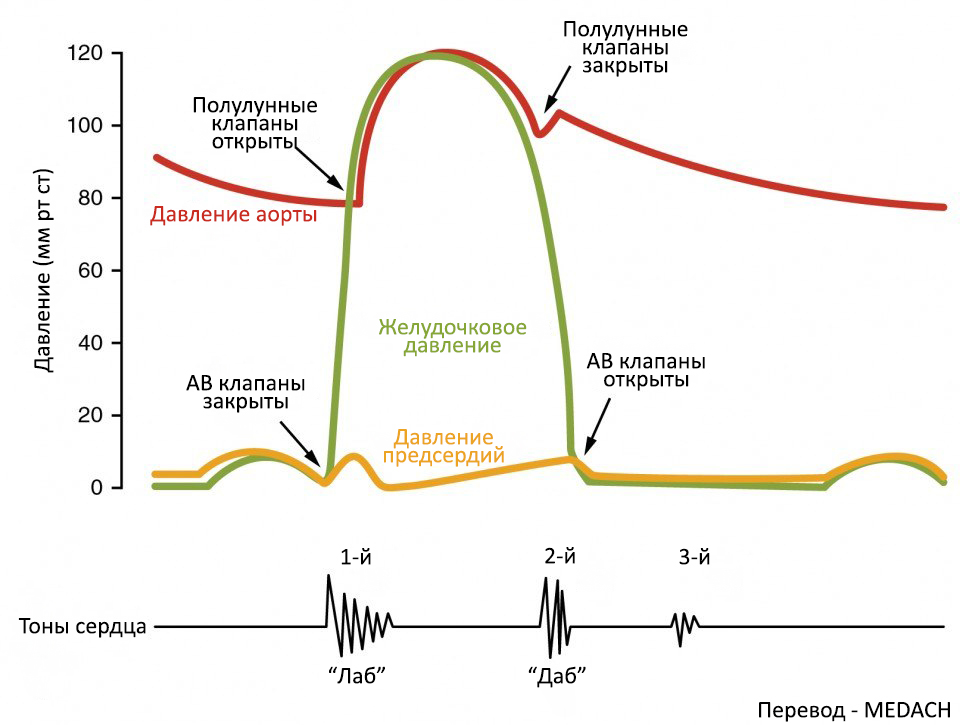 120
100
80
60
40
20
0
Давление (мм рт ст)
Полулунные
клапаны
открыты
Полулунные
клапаны
закрыты
Давление аорты
Желудочковое
давление
АВ клапаны
закрыты
АВ клапаны
открыты
Давление
предсердий
1-й
2-й
3-й
Тоны сердца
“Лаб”
“Даб”
Перевод - MEDACH